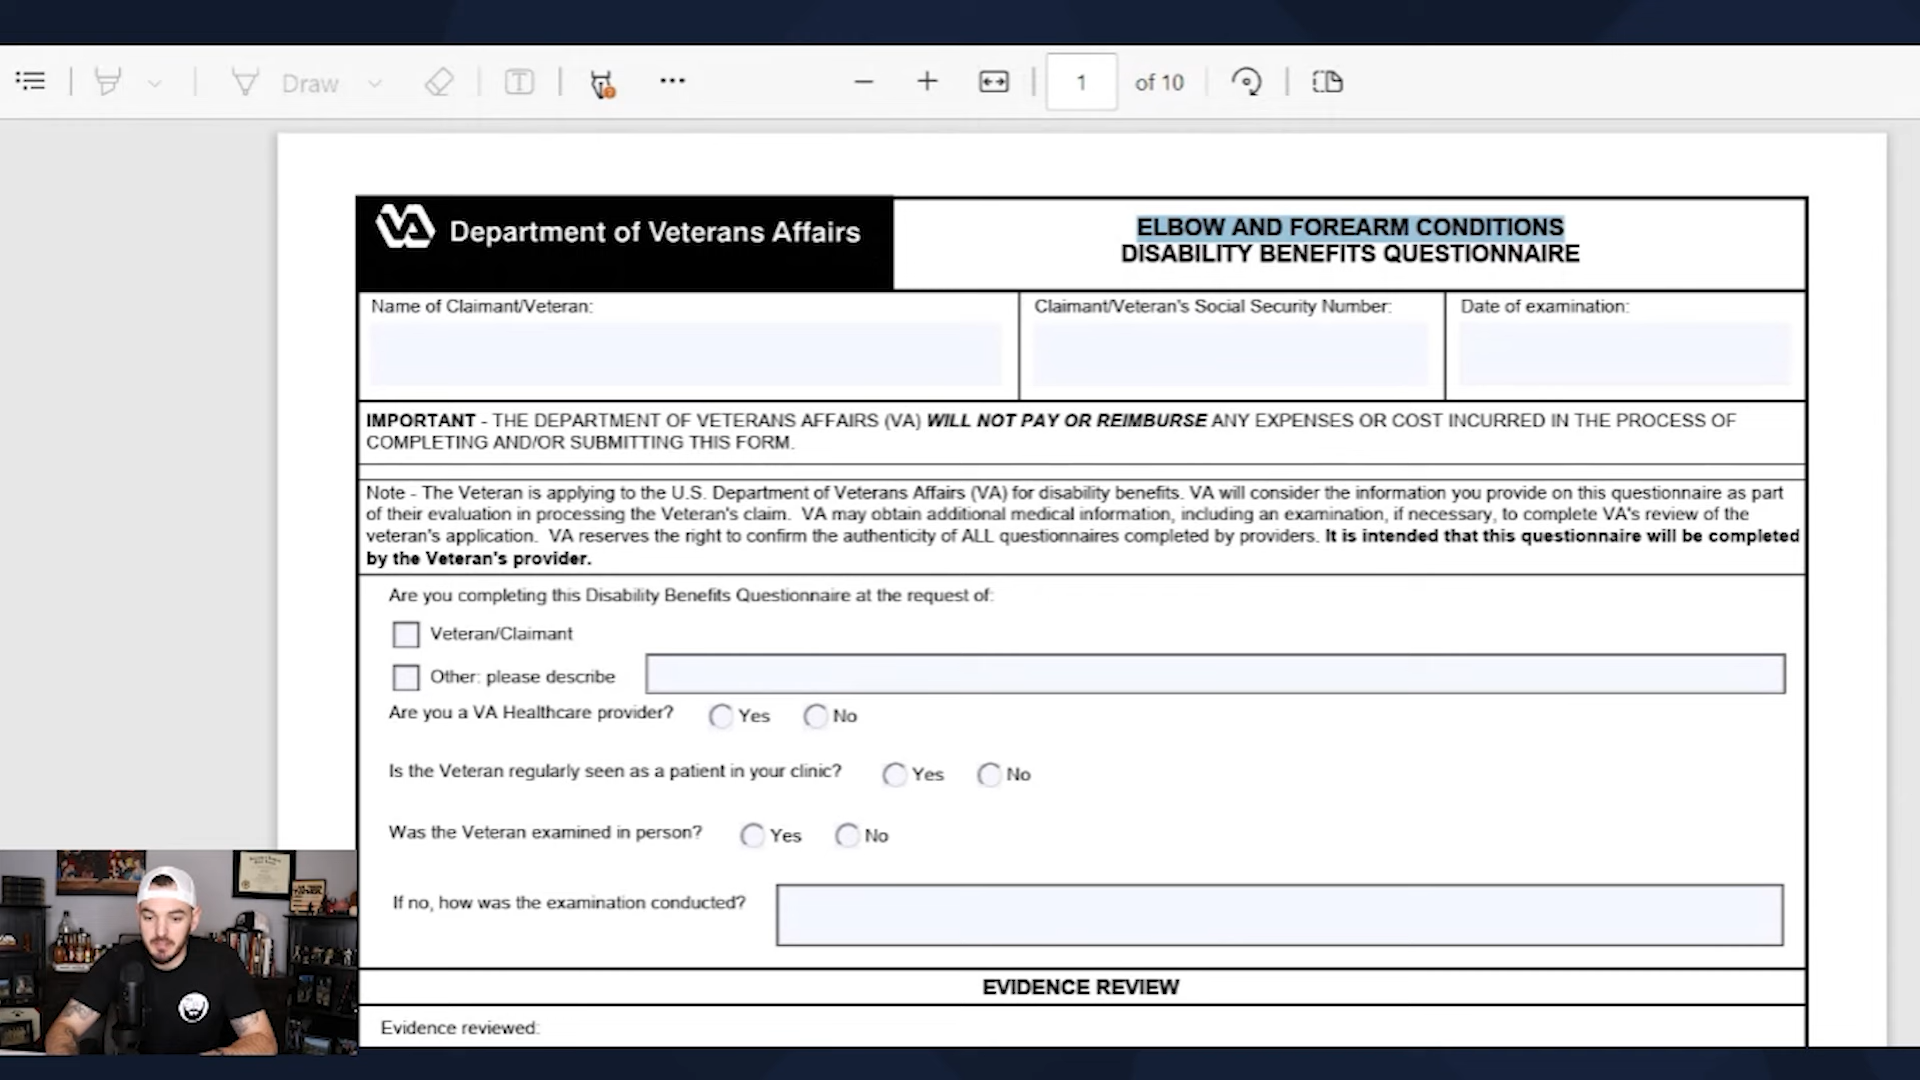 Draw
1 of 10
VA Department of Veterans Affairs
ELBOW AND FOREARM CONDITIONS
DISABILITY BENEFITS QUESTIONNAIRE
Name of Claimant/Veteran:
Claimant/Veteran's Social Security Number:
Date of examination:
IMPORTANT - THE DEPARTMENT OF VETERANS AFFAIRS (VA) WILL NOT PAY OR REIMBURSE ANY EXPENSES OR COST INCURRED IN THE PROCESS OF
COMPLETING AND/OR SUBMITTING THIS FORM.
Note - The Veteran is applying to the U.S. Department of Veterans Affairs (VA) for disability benefits. VA will consider the information you provide on this questionnaire as part
of their evaluation in processing the Veteran's claim. VA may obtain additional medical information, including an examination, if necessary, to complete VA's review of the
veteran's application. VA reserves the right to confirm the authenticity of ALL questionnaires completed by providers. It is intended that this questionnaire will be completed
by the Veteran's provider.
Are you completing this Disability Benefits Questionnaire at the request of:
Veteran/Claimant
Other: please describe
Are you a VA Healthcare provider? Yes No
Is the Veteran regularly seen as a patient in your clinic? Yes No
Was the Veteran examined in person? Yes No
If no, how was the examination conducted?
EVIDENCE REVIEW
Evidence reviewed: